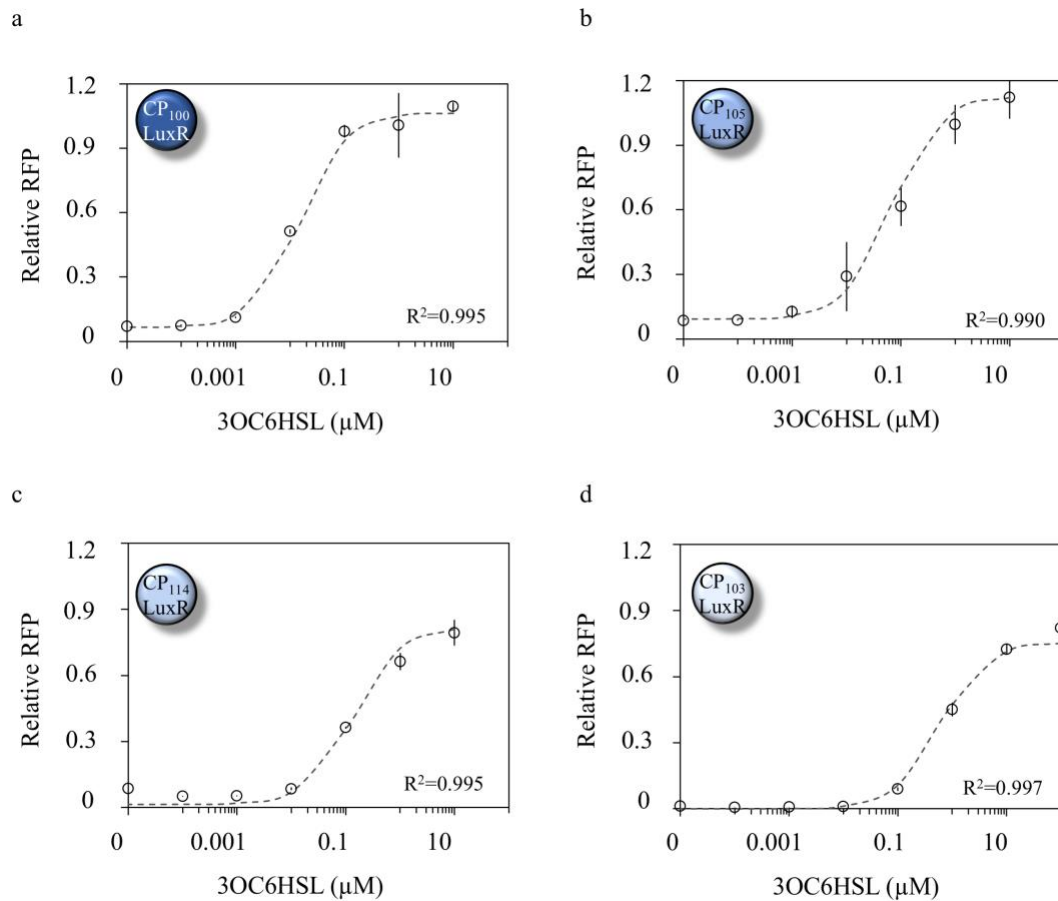 a
CP100
LuxR
Relative RFP
1.2
0.9
0.6
0.3
0
R2=0.995
0 0.001 0.1 10
3OC6HSL (µM)
b
CP105
LuxR
Relative RFP
1.2
0.9
0.6
0.3
0
R2=0.990
0 0.001 0.1 10
3OC6HSL (µM)
c
CP114
LuxR
Relative RFP
1.2
0.9
0.6
0.3
0
R2=0.995
0 0.001 0.1 10
3OC6HSL (µM)
d
CP103
LuxR
Relative RFP
1.2
0.9
0.6
0.3
0
R2=0.997
0 0.001 0.1 10
3OC6HSL (µM)